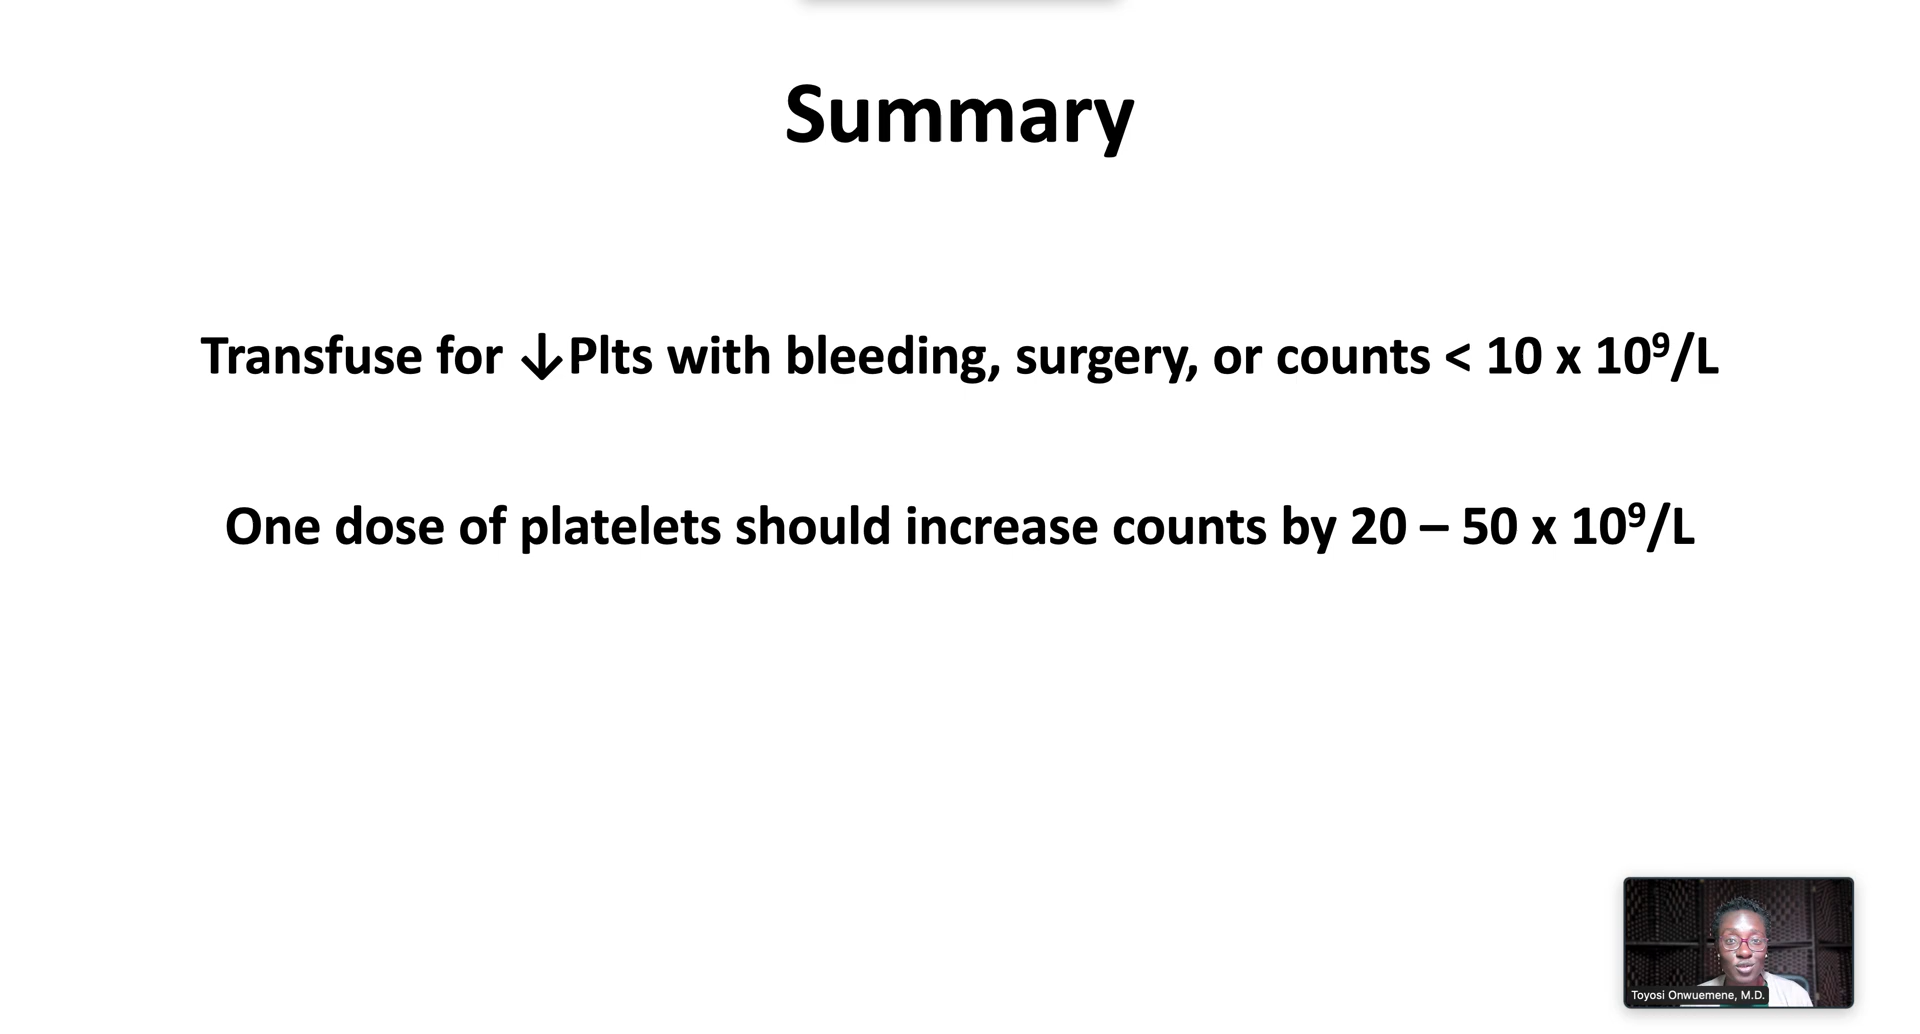 Summary
Transfuse for ↓Plts with bleeding, surgery, or counts < 10 x 10⁹/L
One dose of platelets should increase counts by 20 – 50 x 10⁹/L
Toyosi Onwuemene, M.D.